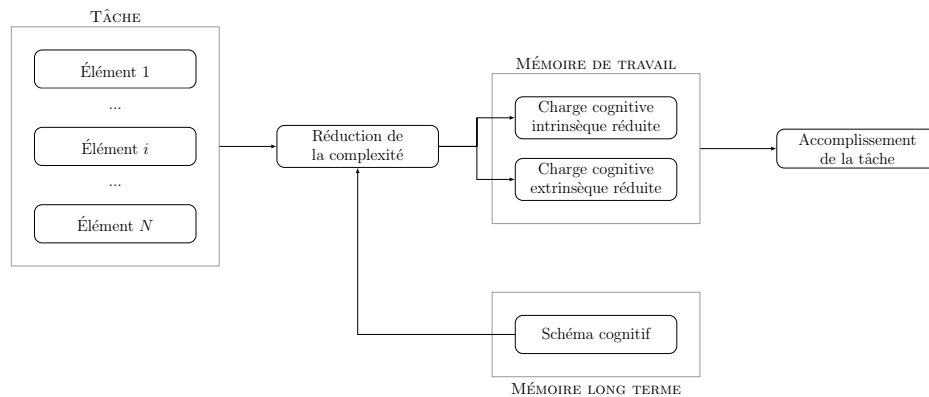 Tâche
Élément 1
...
Élément i
...
Élément N
Réduction de
la complexité
Mémoire de travail
Charge cognitive
intrinsèque réduite
Charge cognitive
extrinsèque réduite
Accomplissement
de la tâche
Schéma cognitif
Mémoire long terme